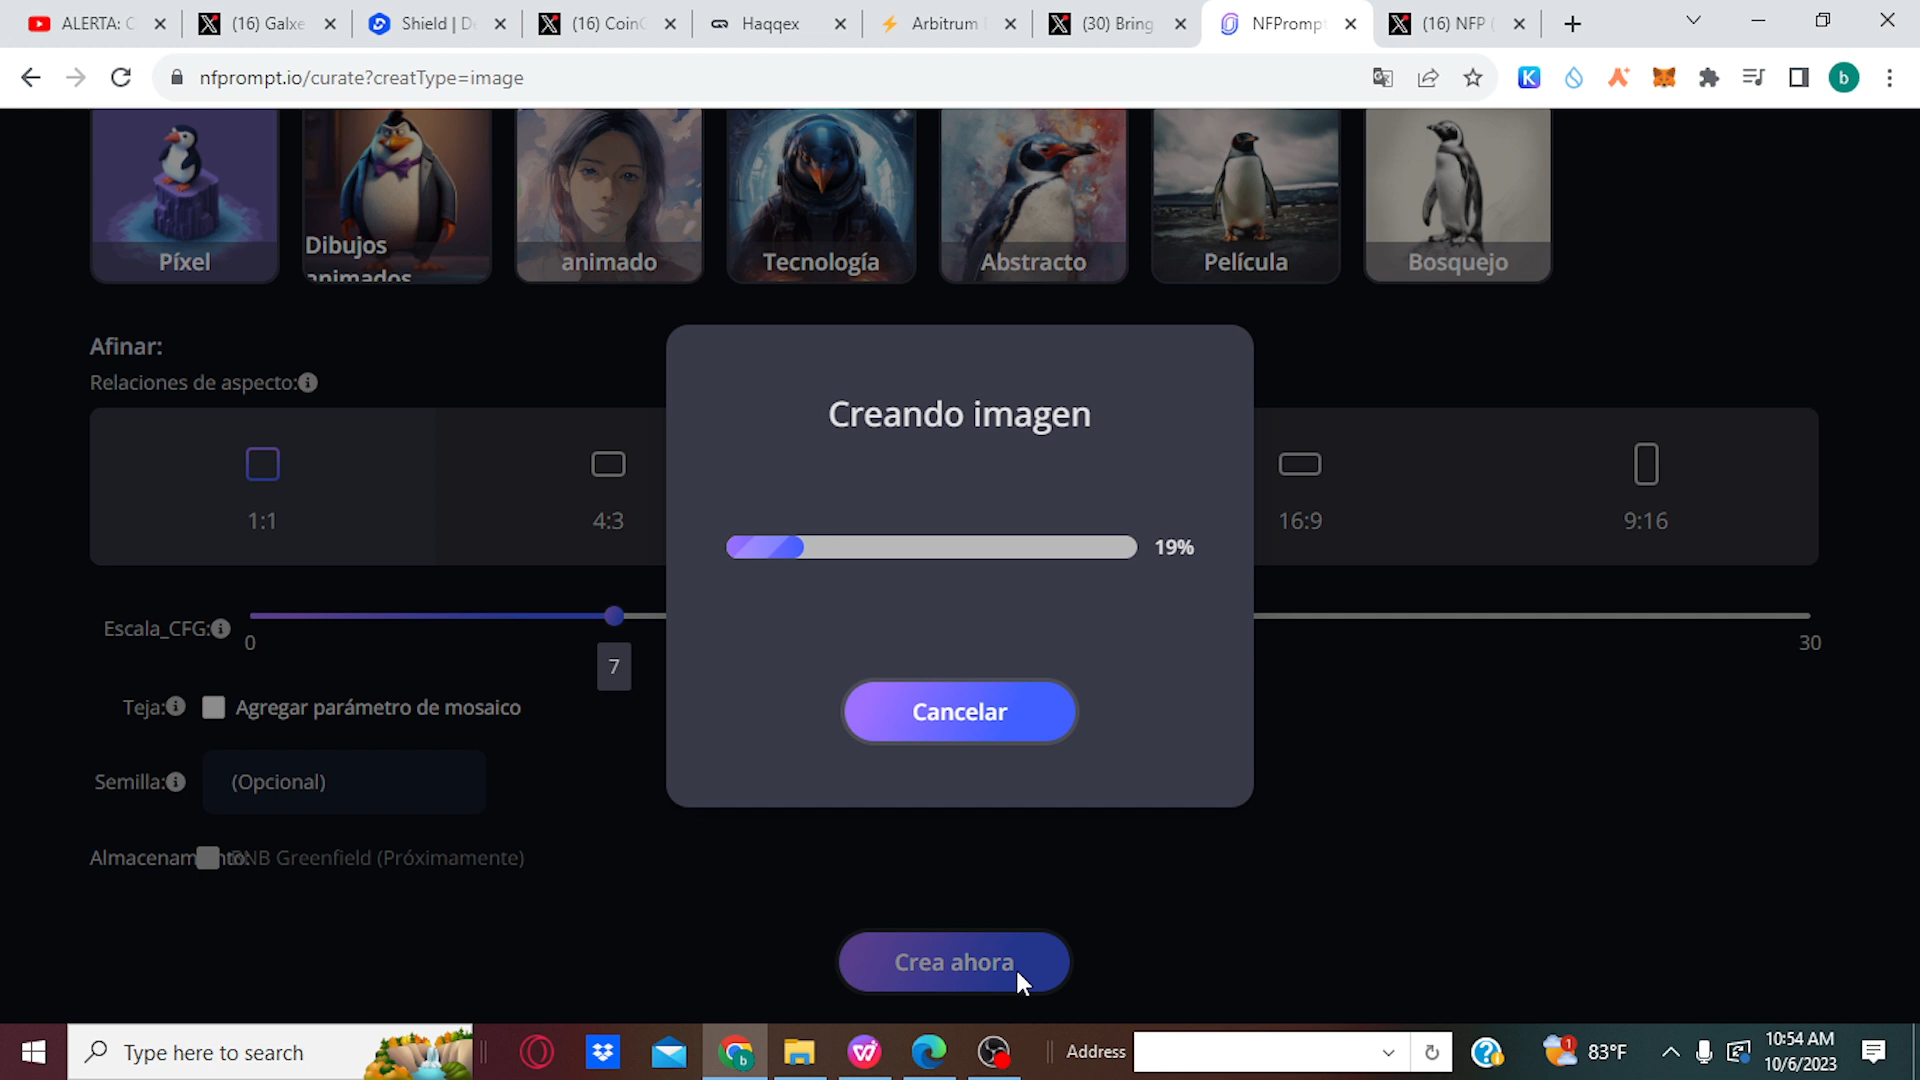 ALERTA: C
(16) Galxe
Shield | De
(16) CoinG
Haqqex
Arbitrum
(30) Bring
NFPromp
(16) NFP (
nfprompt.io/curate?creatType=image
K
b
Píxel
Dibujos
animados
animado
Tecnología
Abstracto
Película
Bosquejo
Afinar:
Relaciones de aspecto:
1:1
4:3
16:9
9:16
Creando imagen
19%
Cancelar
Escala_CFG:
0
7
30
Teja:
Agregar parámetro de mosaico
Semilla:
(Opcional)
Almacenamiento:
BNB Greenfield (Próximamente)
Crea ahora
Type here to search
Address
83°F
10:54 AM
10/6/2023